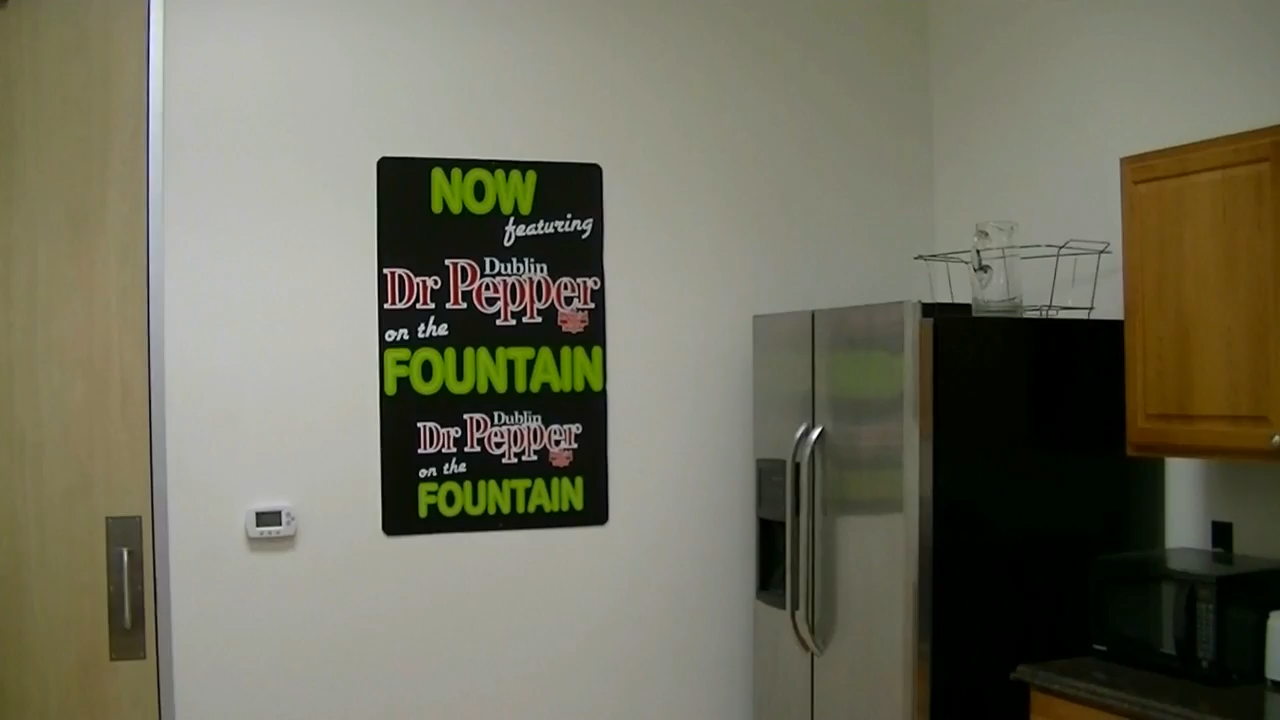 NOW
featuring
Dublin
Dr Pepper
on the
FOUNTAIN
Dublin
Dr Pepper
on the
FOUNTAIN